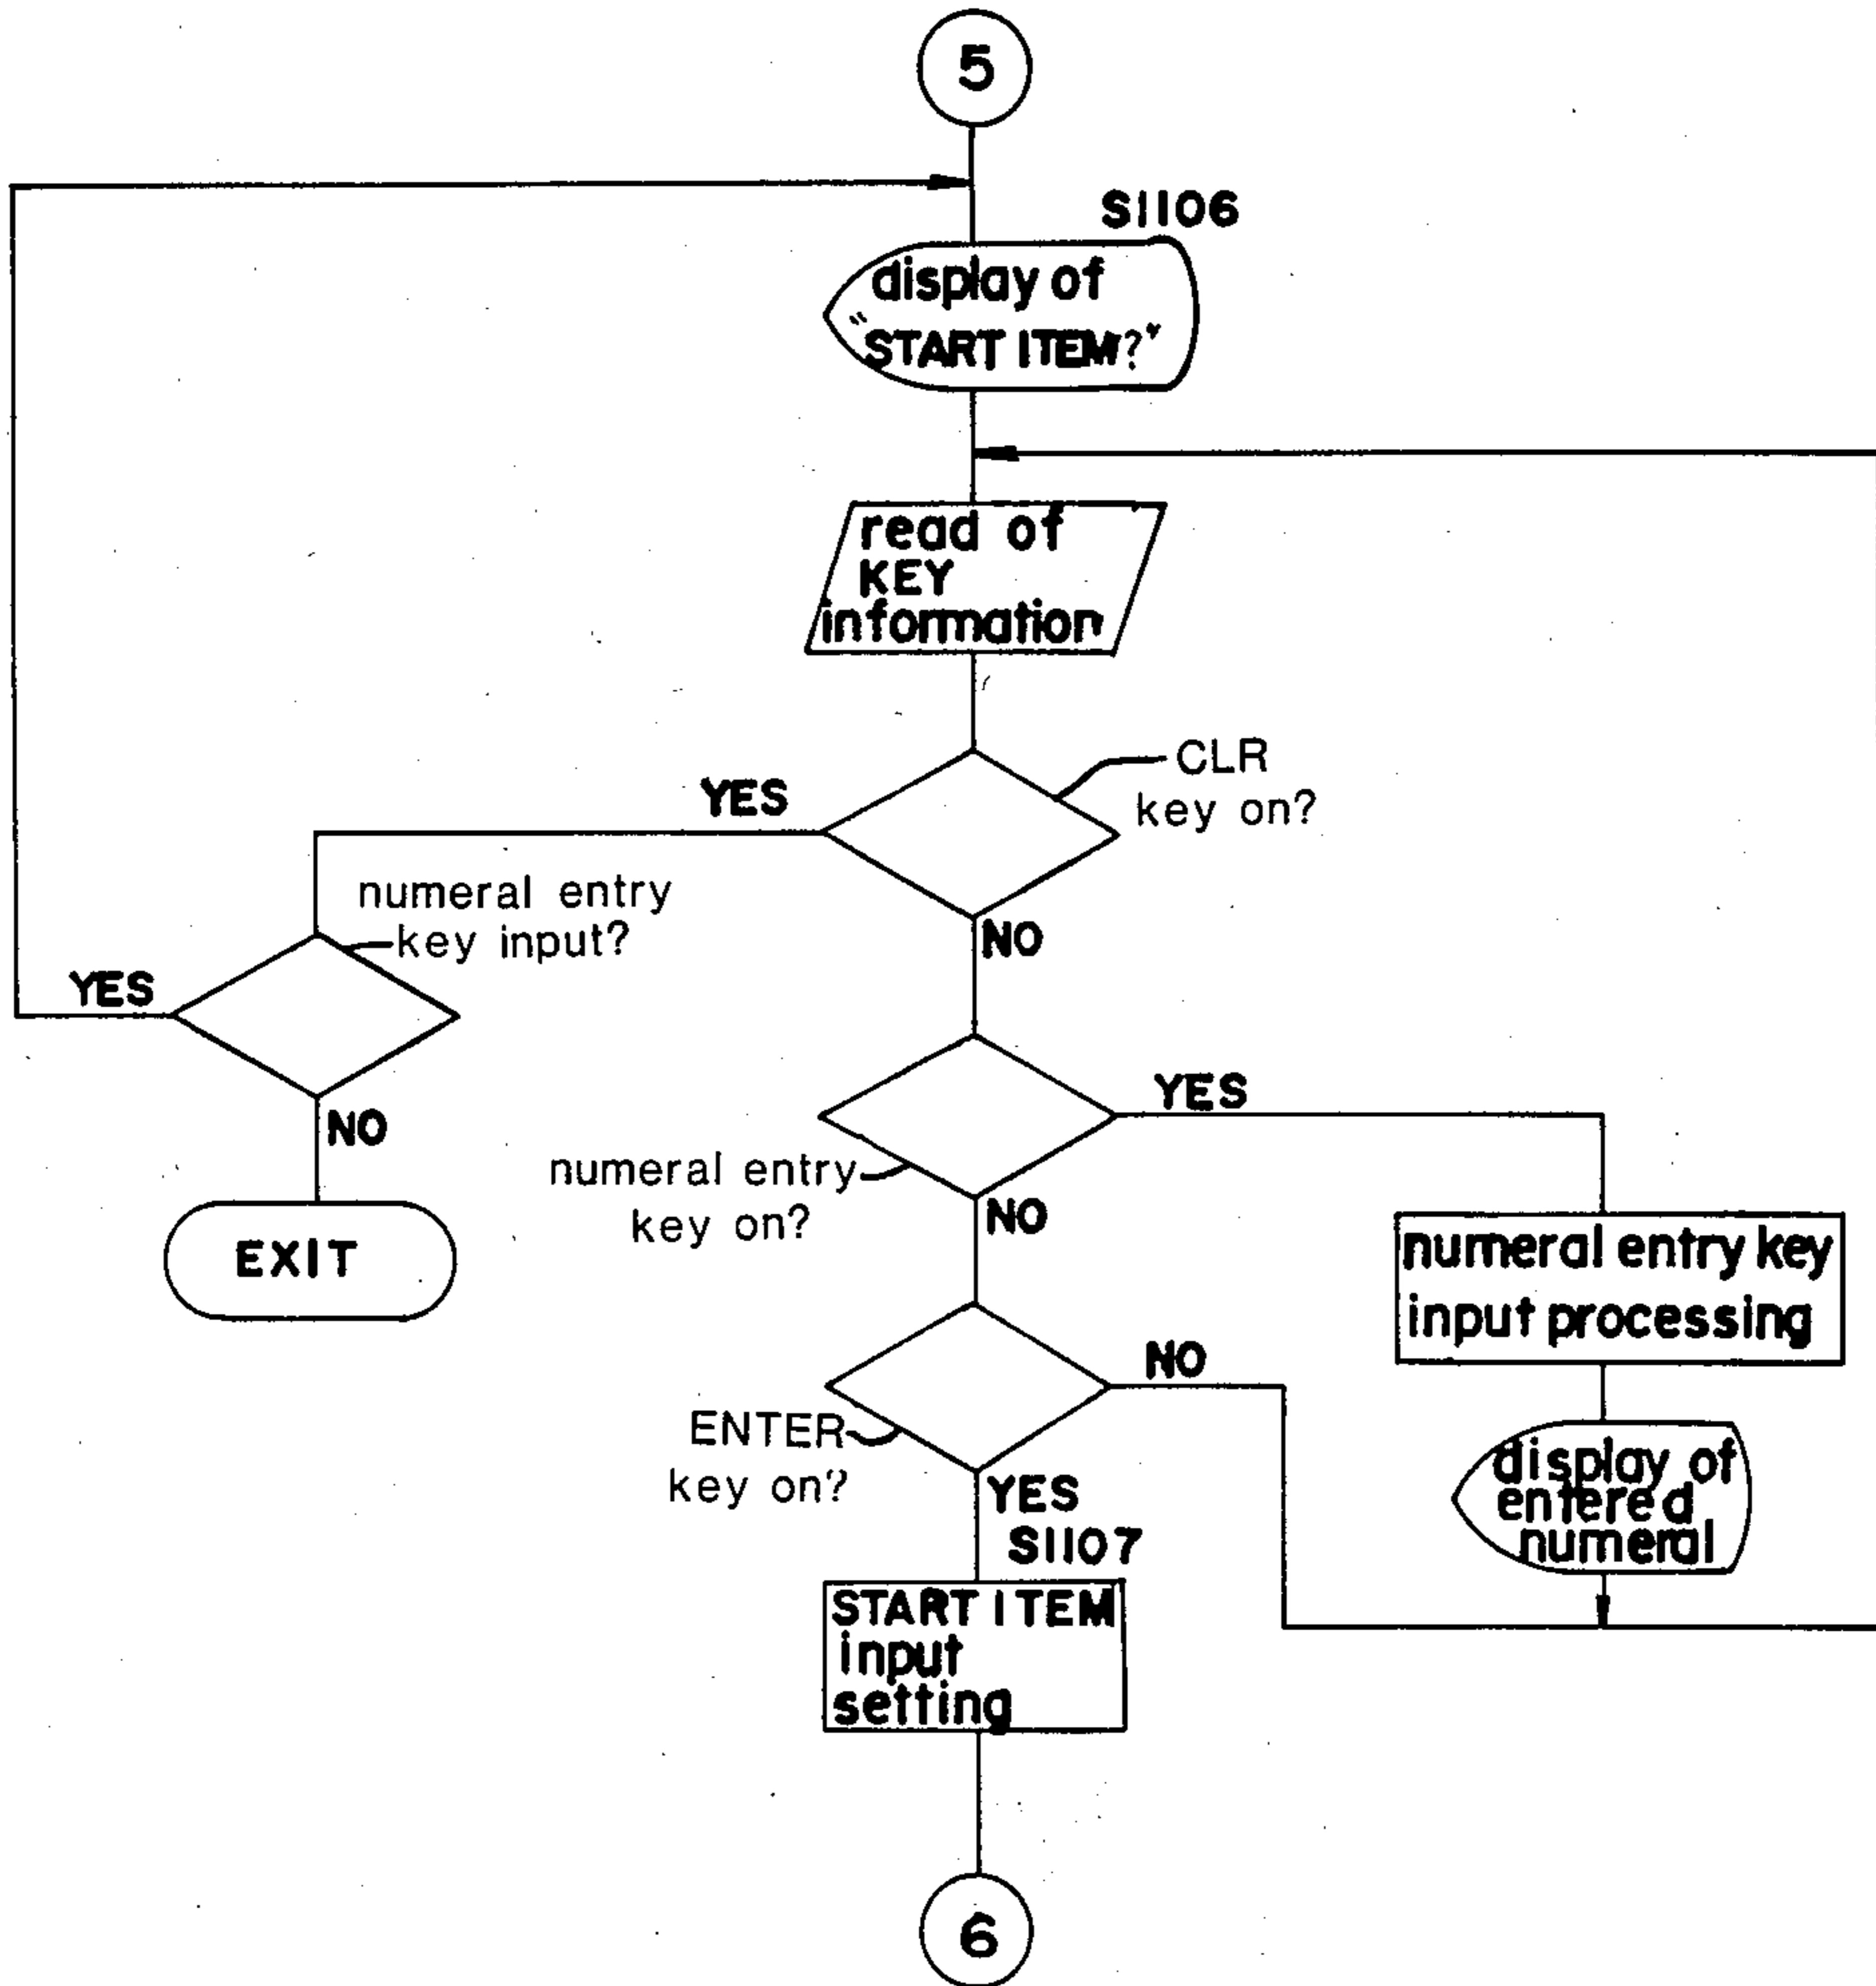 5
S1106
display of
"START ITEM?"
read of
KEY
information
CLR
key on?
YES
NO
numeral entry
key input?
YES
NO
EXIT
YES
numeral entry
key on?
NO
numeral entry key
input processing
NO
ENTER
key on?
YES
display of
entered
numeral
S1107
START ITEM
input
setting
6